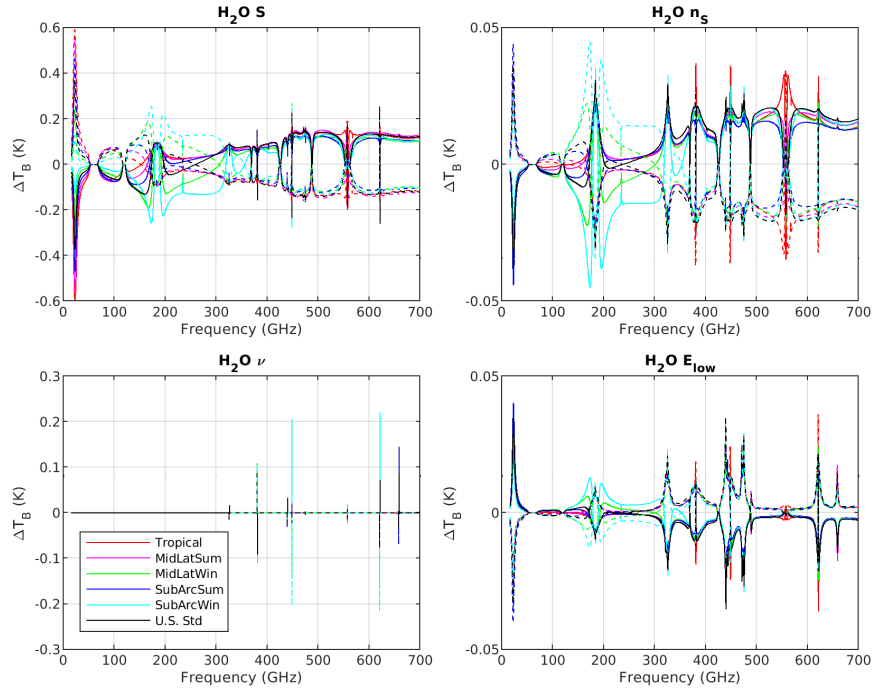 H2O S
0.6
0.4
0.2
0
-0.2
-0.4
-0.6
ΔTB (K)
0 100 200 300 400 500 600 700
Frequency (GHz)
H2O nS
0.05
0
-0.05
ΔTB (K)
0 100 200 300 400 500 600 700
Frequency (GHz)
H2O ν
0.3
0.2
0.1
0
-0.1
-0.2
-0.3
ΔTB (K)
Tropical
MidLatSum
MidLatWin
SubArcSum
SubArcWin
U.S. Std
0 100 200 300 400 500 600 700
Frequency (GHz)
H2O Elow
0.05
0
-0.05
ΔTB (K)
0 100 200 300 400 500 600 700
Frequency (GHz)